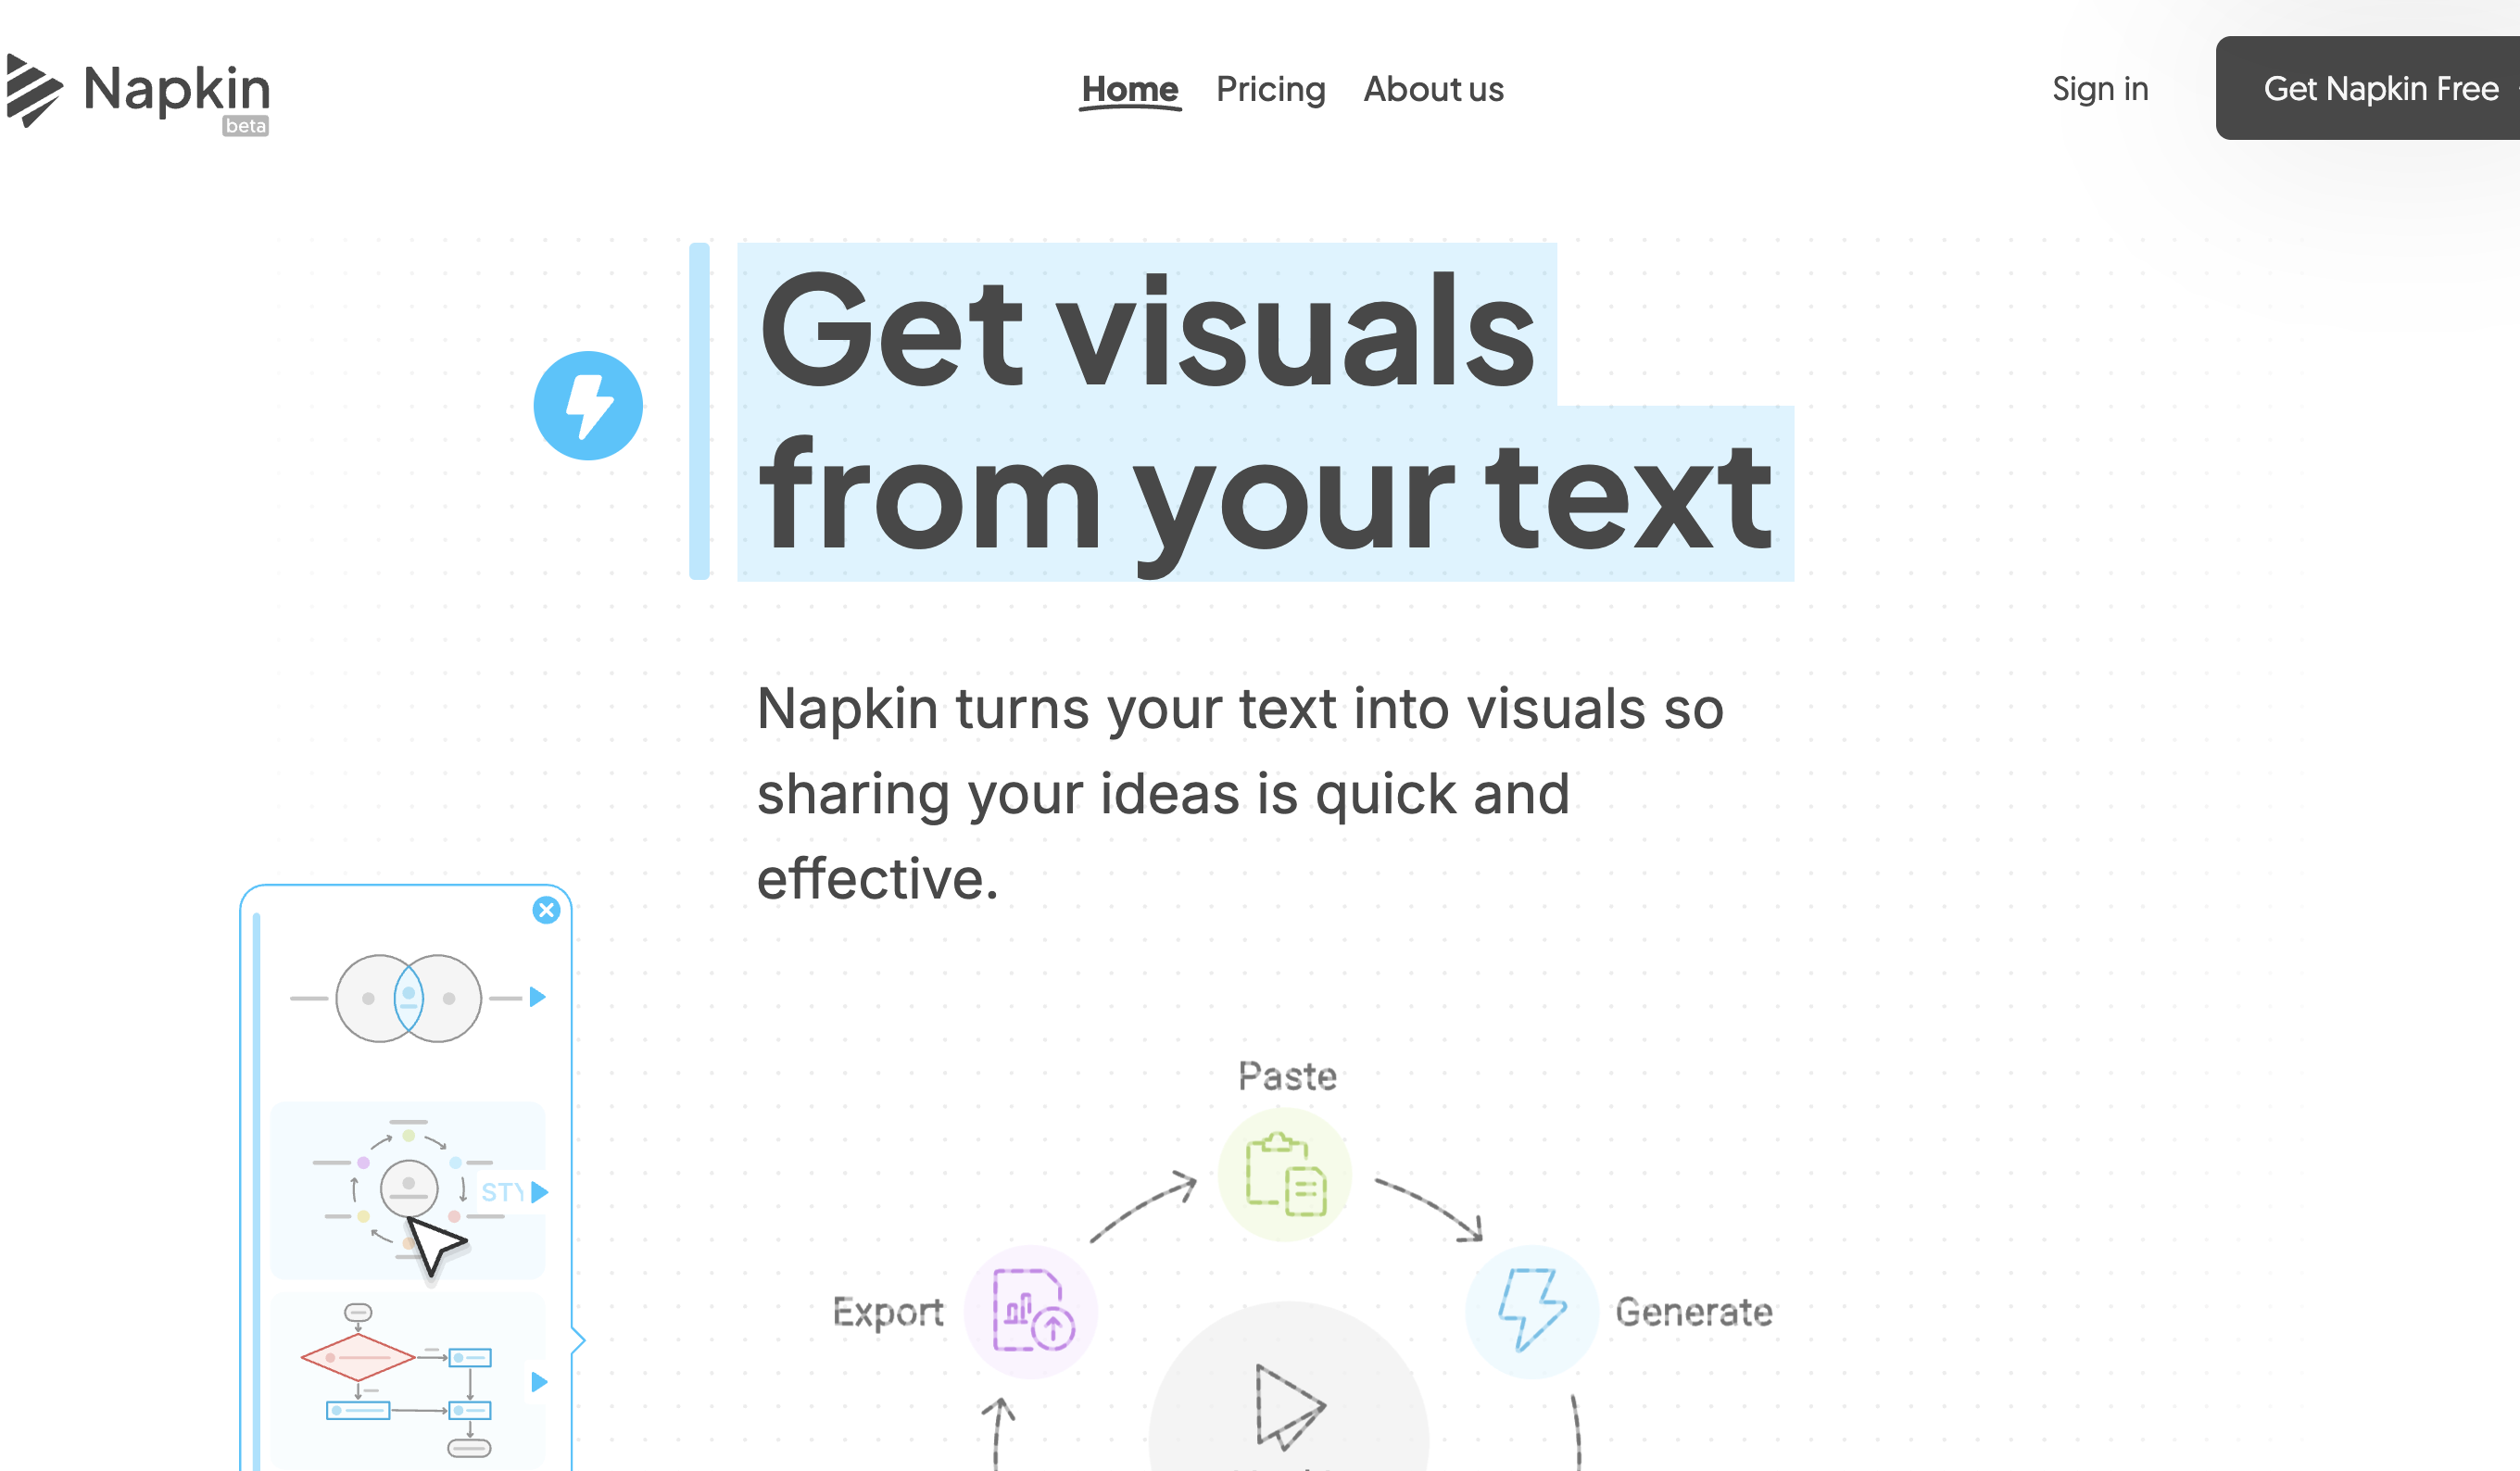 Napkin
beta
Home
Pricing
About us
Sign in
Get Napkin Free
Get visuals
from your text
Napkin turns your text into visuals so
sharing your ideas is quick and
effective.
Paste
Export
Generate